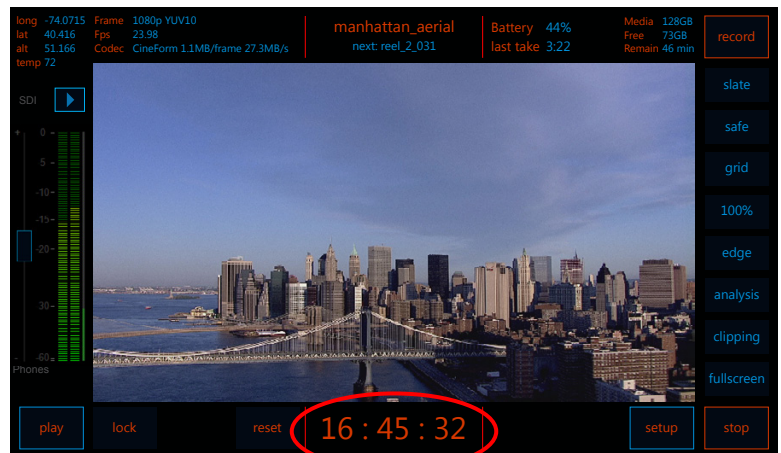 long -74.0715
lat 40.416
alt 51.166
temp 72
Frame 1080p YUV10
Fps 23.98
Codec CineForm 1.1MB/frame 27.3MB/s
manhattan_aerial
next: reel_2_031
Battery 44%
last take 3:22
Media 128GB
Free 73GB
Remain 46 min
record
SDI
slate
safe
grid
100%
edge
analysis
clipping
fullscreen
+ 0 -
5 -
-10-
-15-
-20-
30-
- -60-
Phones
play
lock
reset
16 : 45 : 32
setup
stop